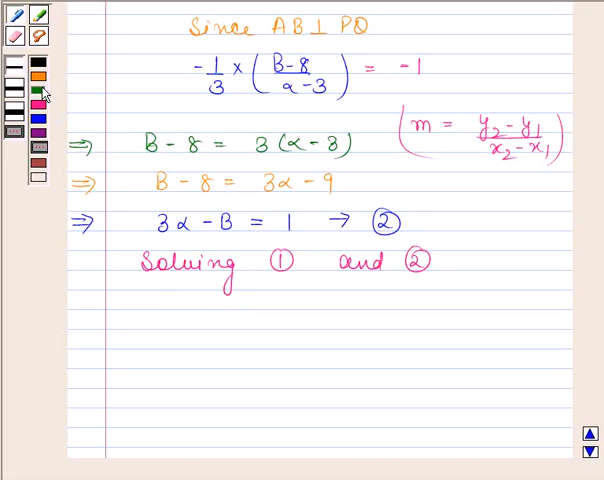 Since AB ⊥ PQ
-1/3 × (B-8/α-3) = -1
(m = y₂-y₁/x₂-x₁)
⇒ B - 8 = 3(α - 3)
⇒ B - 8 = 3α - 9
⇒ 3α - B = 1 → ②
Solving ① and ②